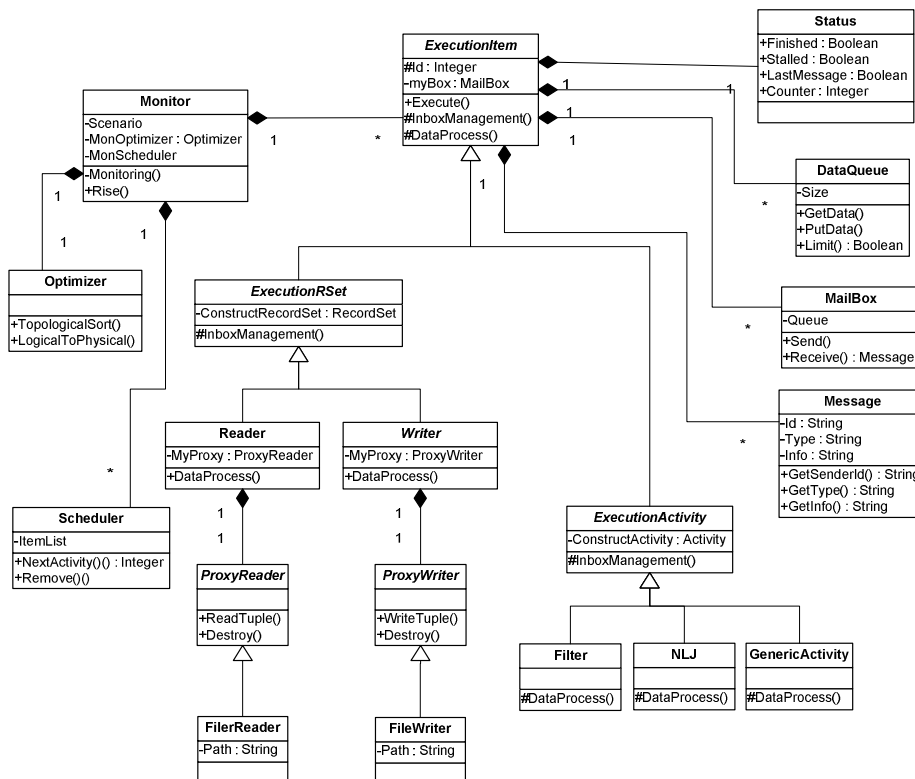 Status
+Finished : Boolean
+Stalled : Boolean
+LastMessage : Boolean
+Counter : Integer
ExecutionItem
#Id : Integer
-myBox : MailBox
+Execute()
#InboxManagement()
#DataProcess()
1
1
1
1
1
Monitor
-Scenario
-MonOptimizer : Optimizer
-MonScheduler
-Monitoring()
+Rise()
1
*
1
1
1
DataQueue
-Size
+GetData()
+PutData()
+Limit() : Boolean
*
Optimizer
+TopologicalSort()
+LogicalToPhysical()
ExecutionRSet
-ConstructRecordSet : RecordSet
#InboxManagement()
MailBox
-Queue
+Send()
+Receive() : Message
*
Message
-Id : String
-Type : String
-Info : String
+GetSenderId() : String
+GetType() : String
+GetInfo() : String
*
Reader
-MyProxy : ProxyReader
+DataProcess()
Writer
-MyProxy : ProxyWriter
+DataProcess()
*
Scheduler
-ItemList
+NextActivity()() : Integer
+Remove()()
1
1
1
1
ExecutionActivity
-ConstructActivity : Activity
#InboxManagement()
ProxyReader
+ReadTuple()
+Destroy()
ProxyWriter
+WriteTuple()
+Destroy()
Filter
#DataProcess()
NLJ
#DataProcess()
GenericActivity
#DataProcess()
FilerReader
-Path : String
FileWriter
-Path : String